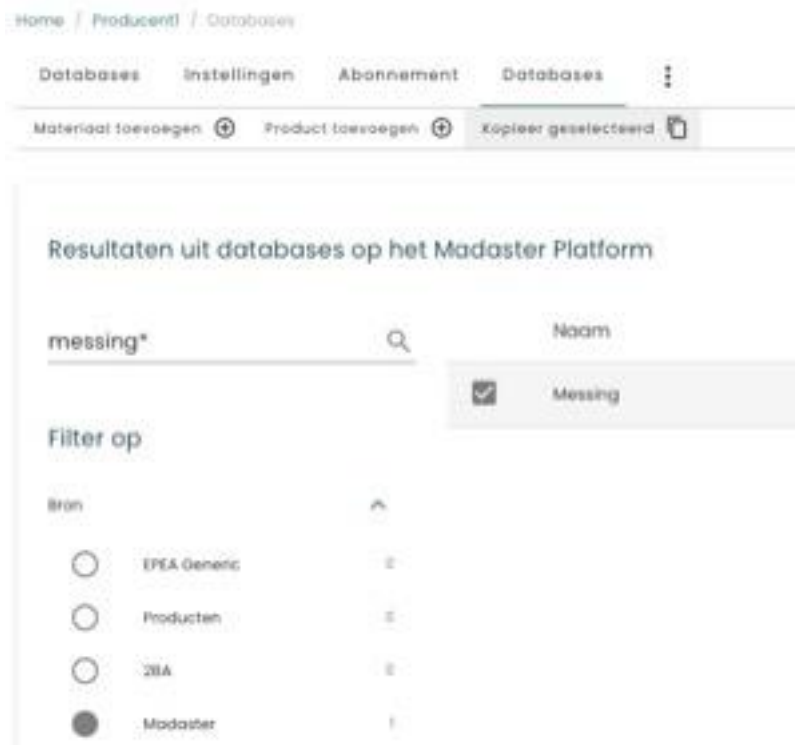 Home / Producent1 / Databases
Databases Instellingen Abonnement Databases
Materiaal toevoegen Product toevoegen Kopieer geselecteerd
Resultaten uit databases op het Madaster Platform
messing*
Naam
Messing
Filter op
Bron
EPEA Generic
Producten
2BA
Madaster 1